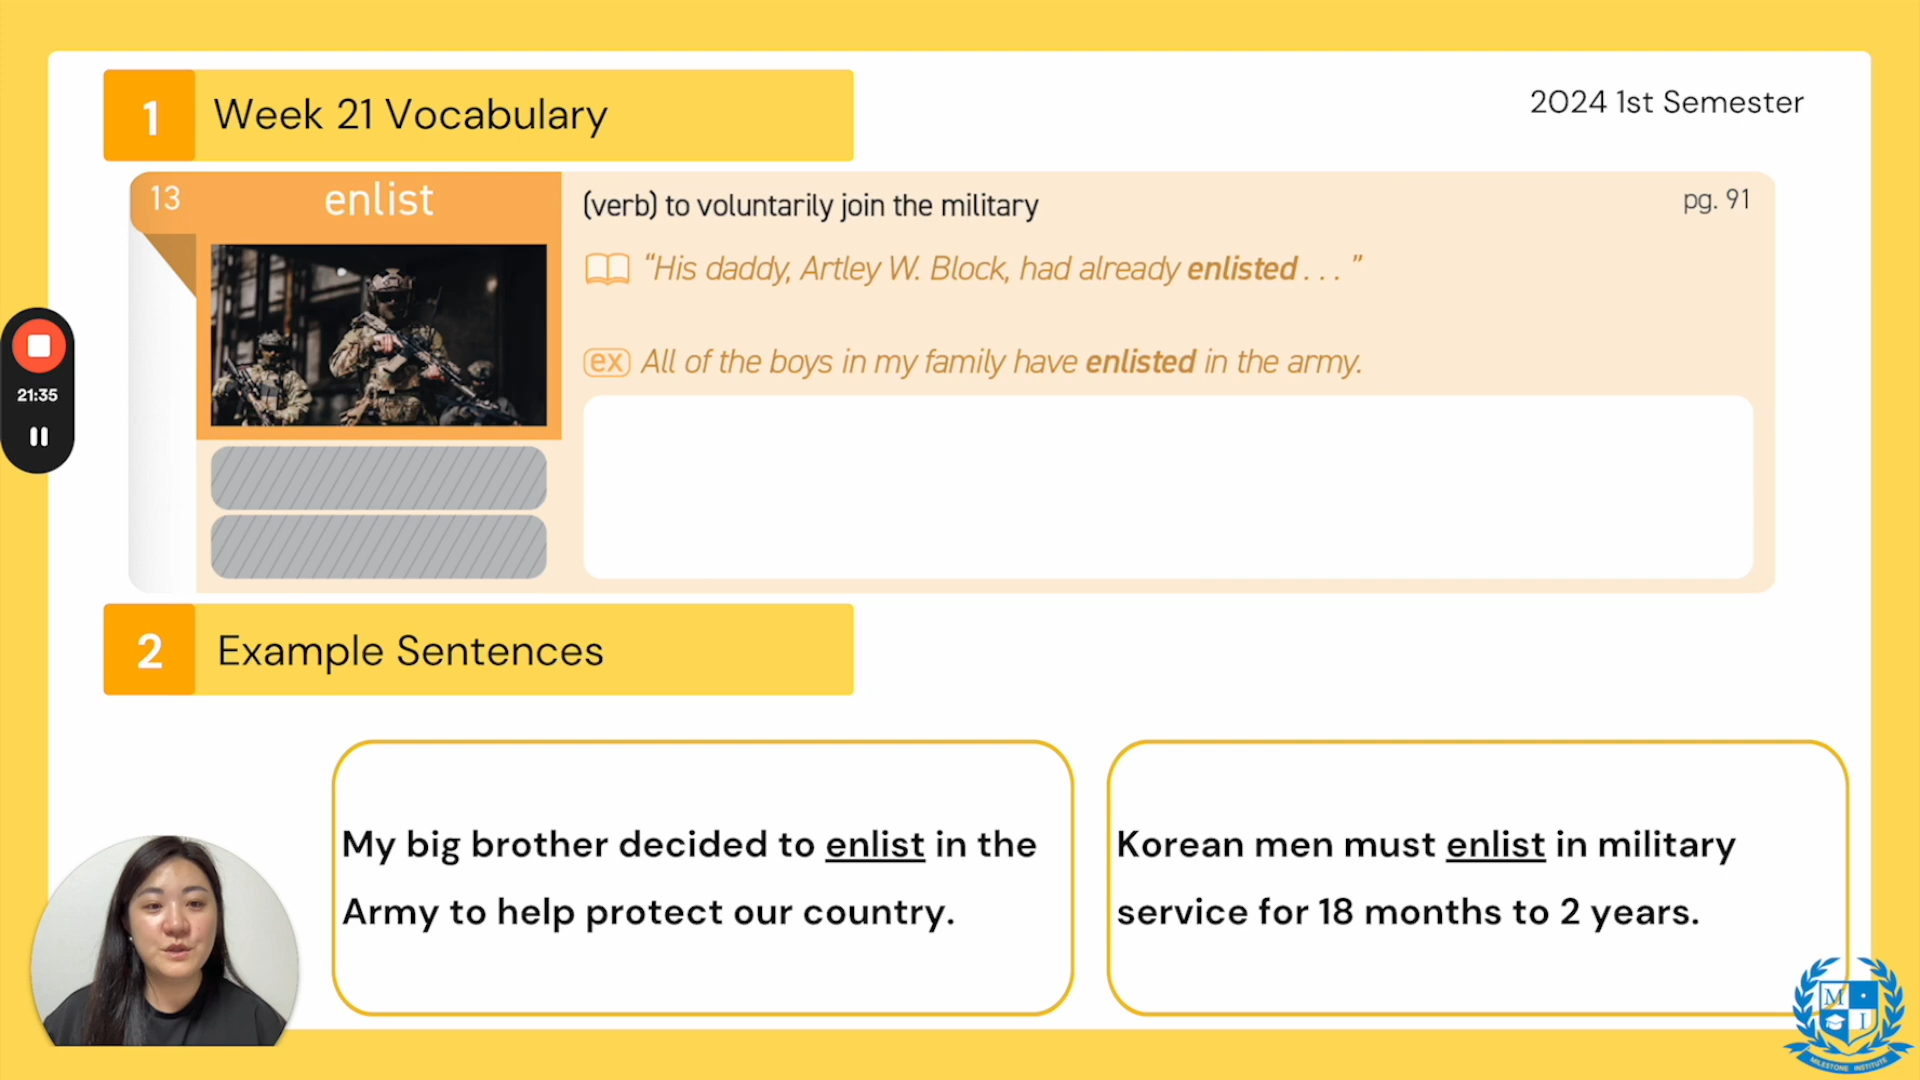 1 Week 21 Vocabulary
2024 1st Semester
13 enlist
(verb) to voluntarily join the military
pg. 91
“His daddy, Artley W. Block, had already enlisted . . . ”
ex All of the boys in my family have enlisted in the army.
21:35
2 Example Sentences
My big brother decided to enlist in the
Army to help protect our country.
Korean men must enlist in military
service for 18 months to 2 years.
M
I
MILESTONE INSTITUTE